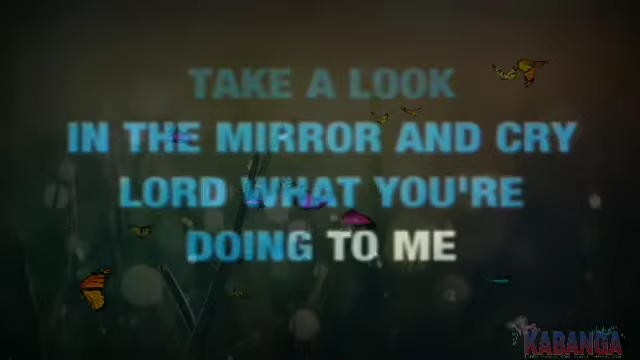 TAKE A LOOK
IN THE MIRROR AND CRY
LORD WHAT YOU'RE
DOING TO ME
KABANGA